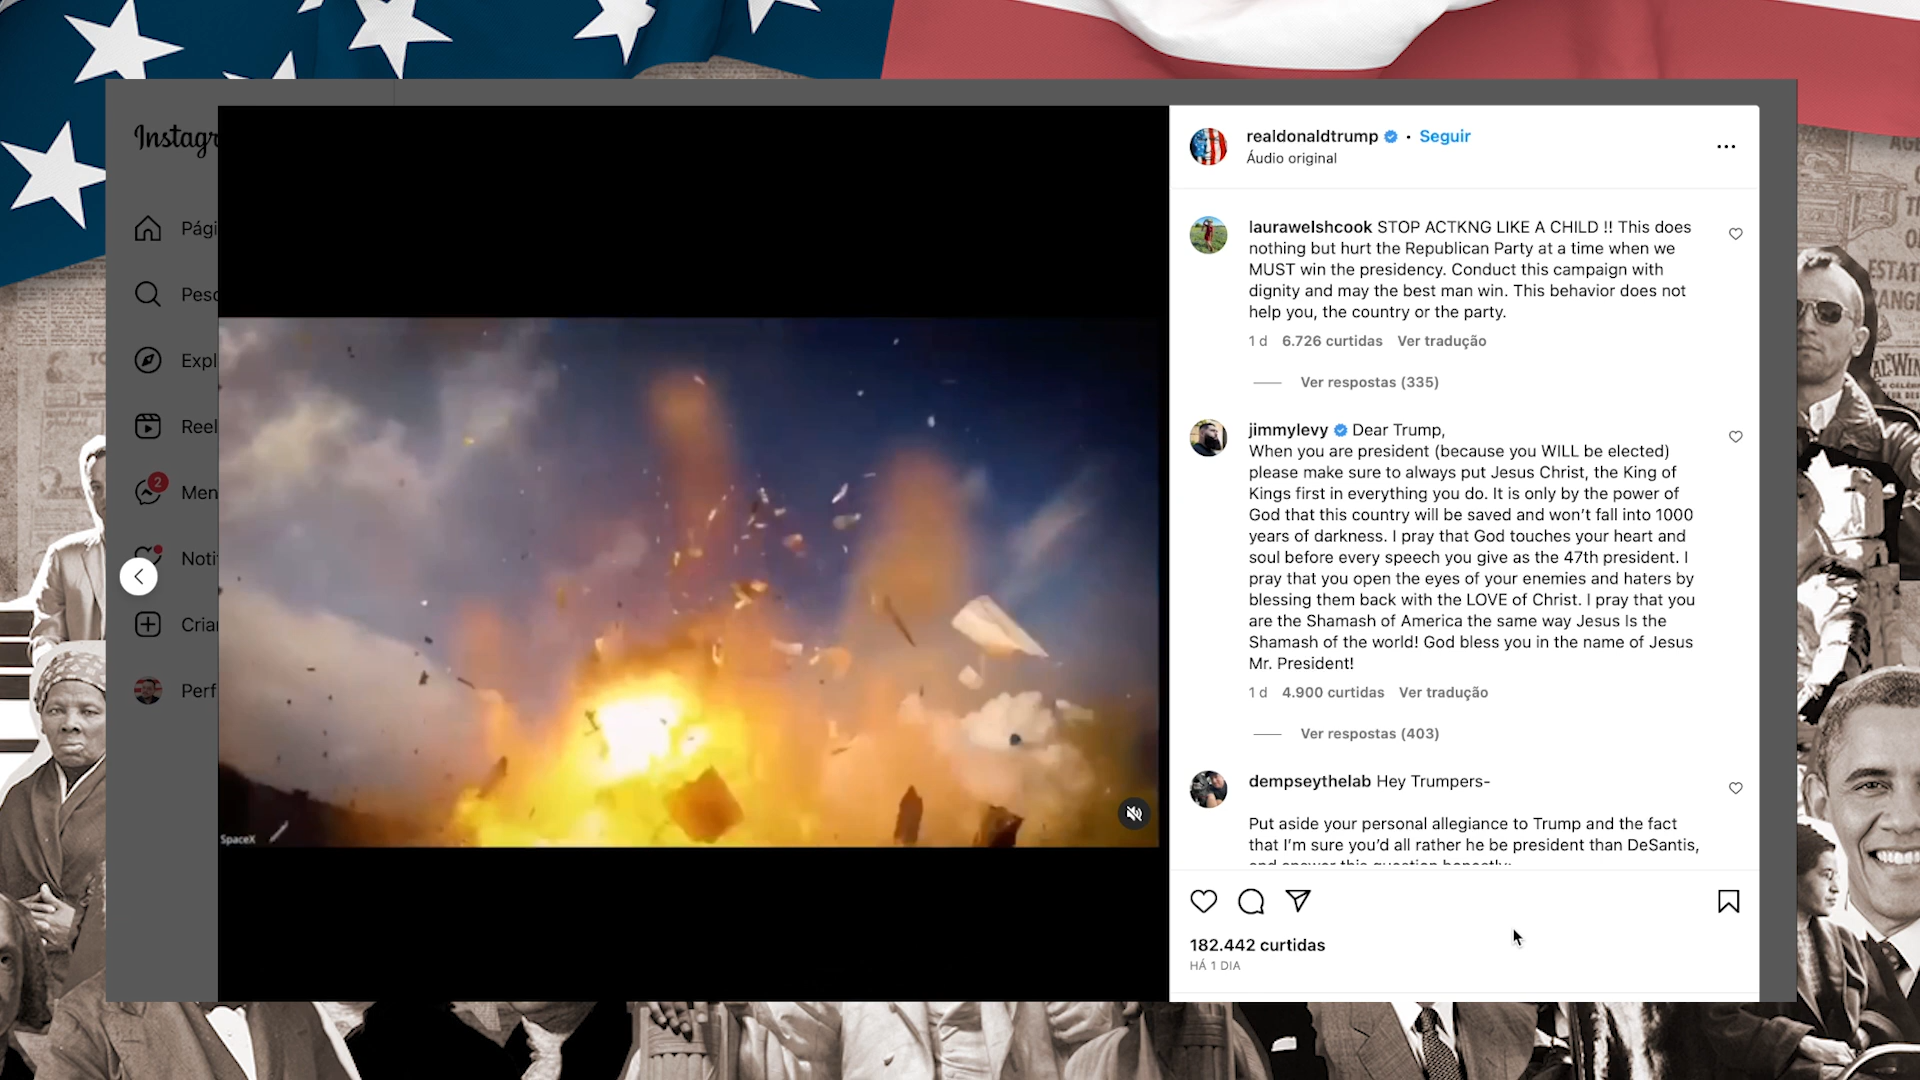 Instagr
Pági
Pesq
Expl
Reel
2
Men
Noti
Criar
Perf
SpaceX
realdonaldtrump • Seguir
Áudio original
laurawelshcook STOP ACTKNG LIKE A CHILD !! This does
nothing but hurt the Republican Party at a time when we
MUST win the presidency. Conduct this campaign with
dignity and may the best man win. This behavior does not
help you, the country or the party.
1 d 6.726 curtidas Ver tradução
Ver respostas (335)
jimmylevy Dear Trump,
When you are president (because you WILL be elected)
please make sure to always put Jesus Christ, the King of
Kings first in everything you do. It is only by the power of
God that this country will be saved and won't fall into 1000
years of darkness. I pray that God touches your heart and
soul before every speech you give as the 47th president. I
pray that you open the eyes of your enemies and haters by
blessing them back with the LOVE of Christ. I pray that you
are the Shamash of America the same way Jesus Is the
Shamash of the world! God bless you in the name of Jesus
Mr. President!
1 d 4.900 curtidas Ver tradução
Ver respostas (403)
dempseythelab Hey Trumpers-
Put aside your personal allegiance to Trump and the fact
that I'm sure you'd all rather he be president than DeSantis,
and answer this question honestly:
182.442 curtidas
HÁ 1 DIA